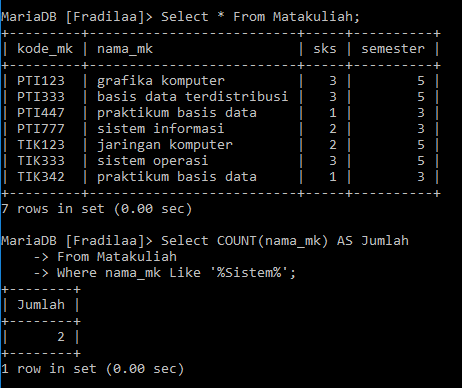 MariaDB [Fradilaa]> Select * From Matakuliah;
+---------+-------------------------+-----+----------+
| kode_mk | nama_mk                 | sks | semester |
+---------+-------------------------+-----+----------+
| PTI123  | grafika komputer        |   3 |        5 |
| PTI333  | basis data terdistribusi |   3 |        5 |
| PTI447  | praktikum basis data    |   1 |        3 |
| PTI777  | sistem informasi        |   2 |        3 |
| TIK123  | jaringan komputer       |   2 |        5 |
| TIK333  | sistem operasi          |   3 |        5 |
| TIK342  | praktikum basis data    |   1 |        3 |
+---------+-------------------------+-----+----------+
7 rows in set (0.00 sec)
MariaDB [Fradilaa]> Select COUNT(nama_mk) AS Jumlah
    -> From Matakuliah
    -> Where nama_mk Like '%Sistem%';
+--------+
| Jumlah |
+--------+
|      2 |
+--------+
1 row in set (0.00 sec)